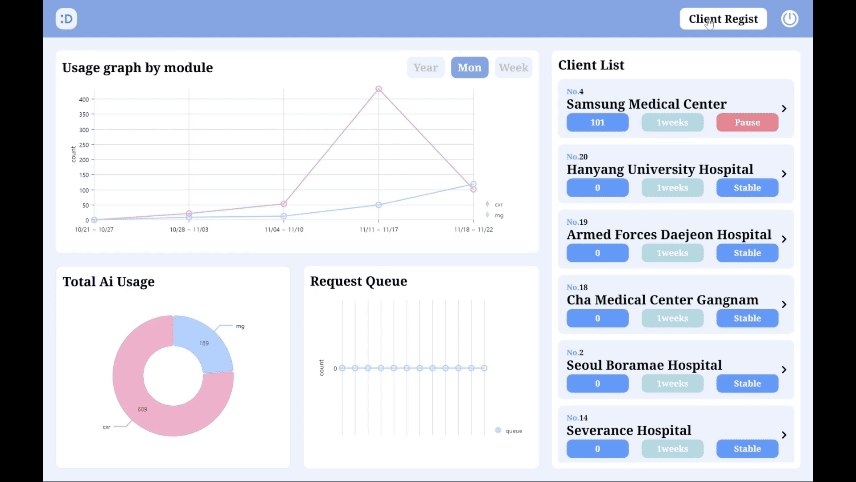 :D
Client Regist
Usage graph by module
Year Mon Week
400
350
300
250
200
150
100
50
0
count
10/21 ~ 10/27 10/28 ~ 11/03 11/04 ~ 11/10 11/11 ~ 11/17 11/18 ~ 11/22
cxr
mg
Total Ai Usage
mg
189
609
cxr
Request Queue
count
0
queue
Client List
No.4
Samsung Medical Center
101 1weeks Pause
No.20
Hanyang University Hospital
0 1weeks Stable
No.19
Armed Forces Daejeon Hospital
0 1weeks Stable
No.18
Cha Medical Center Gangnam
0 1weeks Stable
No.2
Seoul Boramae Hospital
0 1weeks Stable
No.14
Severance Hospital
0 1weeks Stable